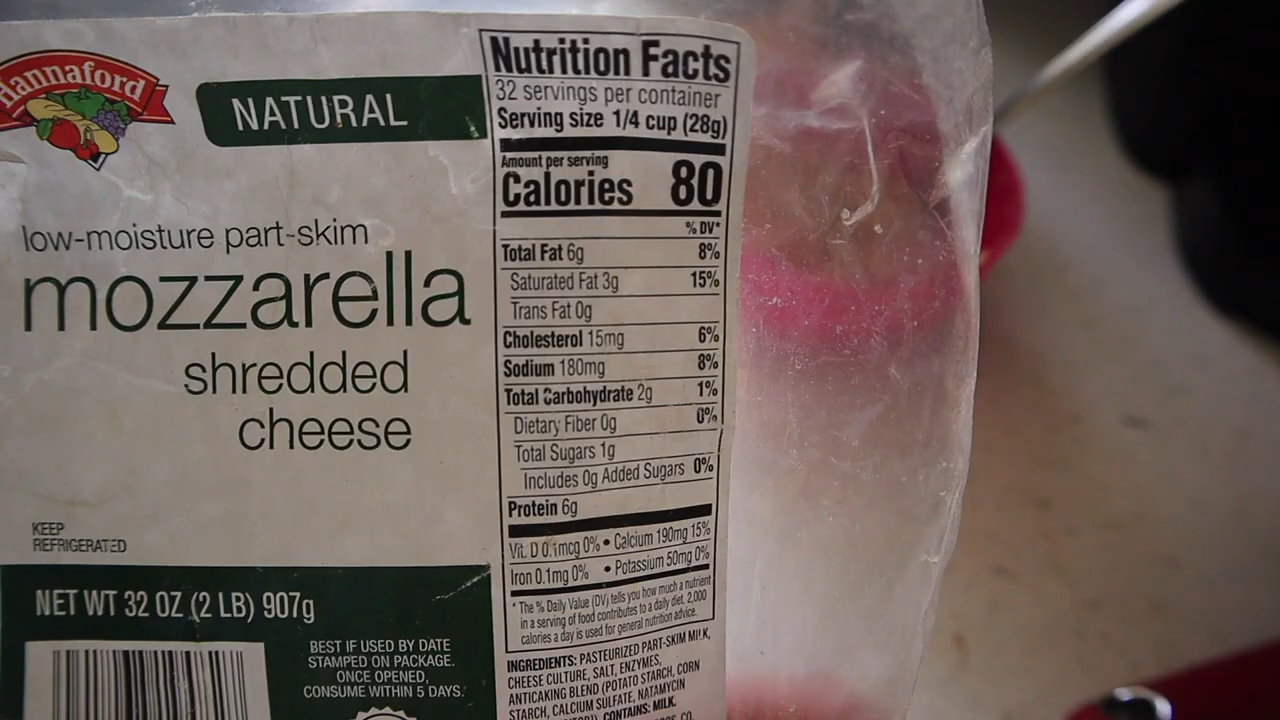 Hannaford
NATURAL
low-moisture part-skim
mozzarella
shredded
cheese
KEEP
REFRIGERATED
NET WT 32 OZ (2 LB) 907g
BEST IF USED BY DATE
STAMPED ON PACKAGE.
ONCE OPENED,
CONSUME WITHIN 5 DAYS.
Nutrition Facts
32 servings per container
Serving size 1/4 cup (28g)
Amount per serving
Calories 80
% DV*
Total Fat 6g 8%
Saturated Fat 3g 15%
Trans Fat 0g
Cholesterol 15mg 6%
Sodium 180mg 8%
Total Carbohydrate 2g 1%
Dietary Fiber 0g 0%
Total Sugars 1g
Includes 0g Added Sugars 0%
Protein 6g
Vit. D 0.1mcg 0% • Calcium 190mg 15%
Iron 0.1mg 0% • Potassium 50mg 0%
* The % Daily Value (DV) tells you how much a nutrient
in a serving of food contributes to a daily diet. 2,000
calories a day is used for general nutrition advice.
INGREDIENTS: PASTEURIZED PART-SKIM MILK,
CHEESE CULTURE, SALT, ENZYMES,
ANTICAKING BLEND (POTATO STARCH, CORN
STARCH, CALCIUM SULFATE, NATAMYCIN
CONTAINS: MILK.